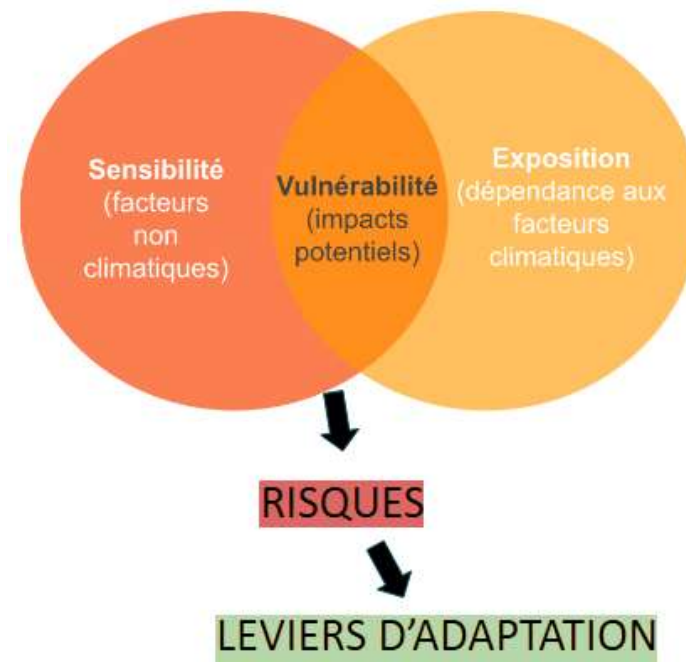 Sensibilité
(facteurs
non
climatiques)
Vulnérabilité
(impacts
potentiels)
Exposition
(dépendance aux
facteurs
climatiques)
RISQUES
LEVIERS D'ADAPTATION